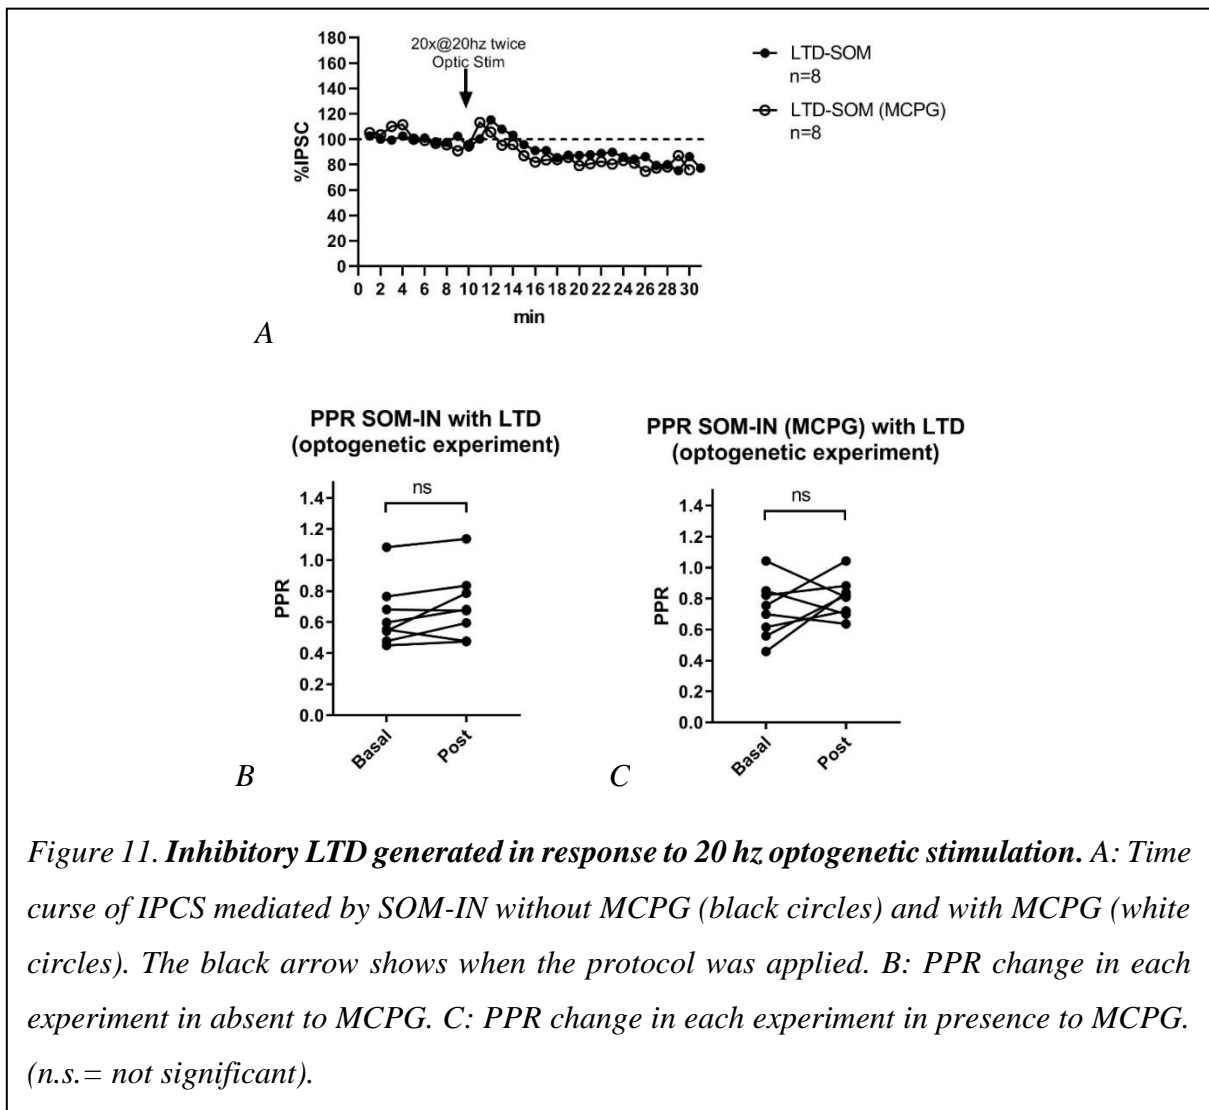 180
160
140
120
100
80
60
40
20
0
%IPSC
20x@20hz twice
Optic Stim
0 2 4 6 8 10 12 14 16 18 20 22 24 26 28 30
min
LTD-SOM
n=8
LTD-SOM (MCPG)
n=8
A
PPR SOM-IN with LTD
(optogenetic experiment)
ns
1.4
1.2
1.0
0.8
0.6
0.4
0.2
0.0
PPR
Basal
Post
B
PPR SOM-IN (MCPG) with LTD
(optogenetic experiment)
ns
1.4
1.2
1.0
0.8
0.6
0.4
0.2
0.0
PPR
Basal
Post
C
Figure 11. Inhibitory LTD generated in response to 20 hz optogenetic stimulation. A: Time
curse of IPCS mediated by SOM-IN without MCPG (black circles) and with MCPG (white
circles). The black arrow shows when the protocol was applied. B: PPR change in each
experiment in absent to MCPG. C: PPR change in each experiment in presence to MCPG.
(n.s.= not significant).